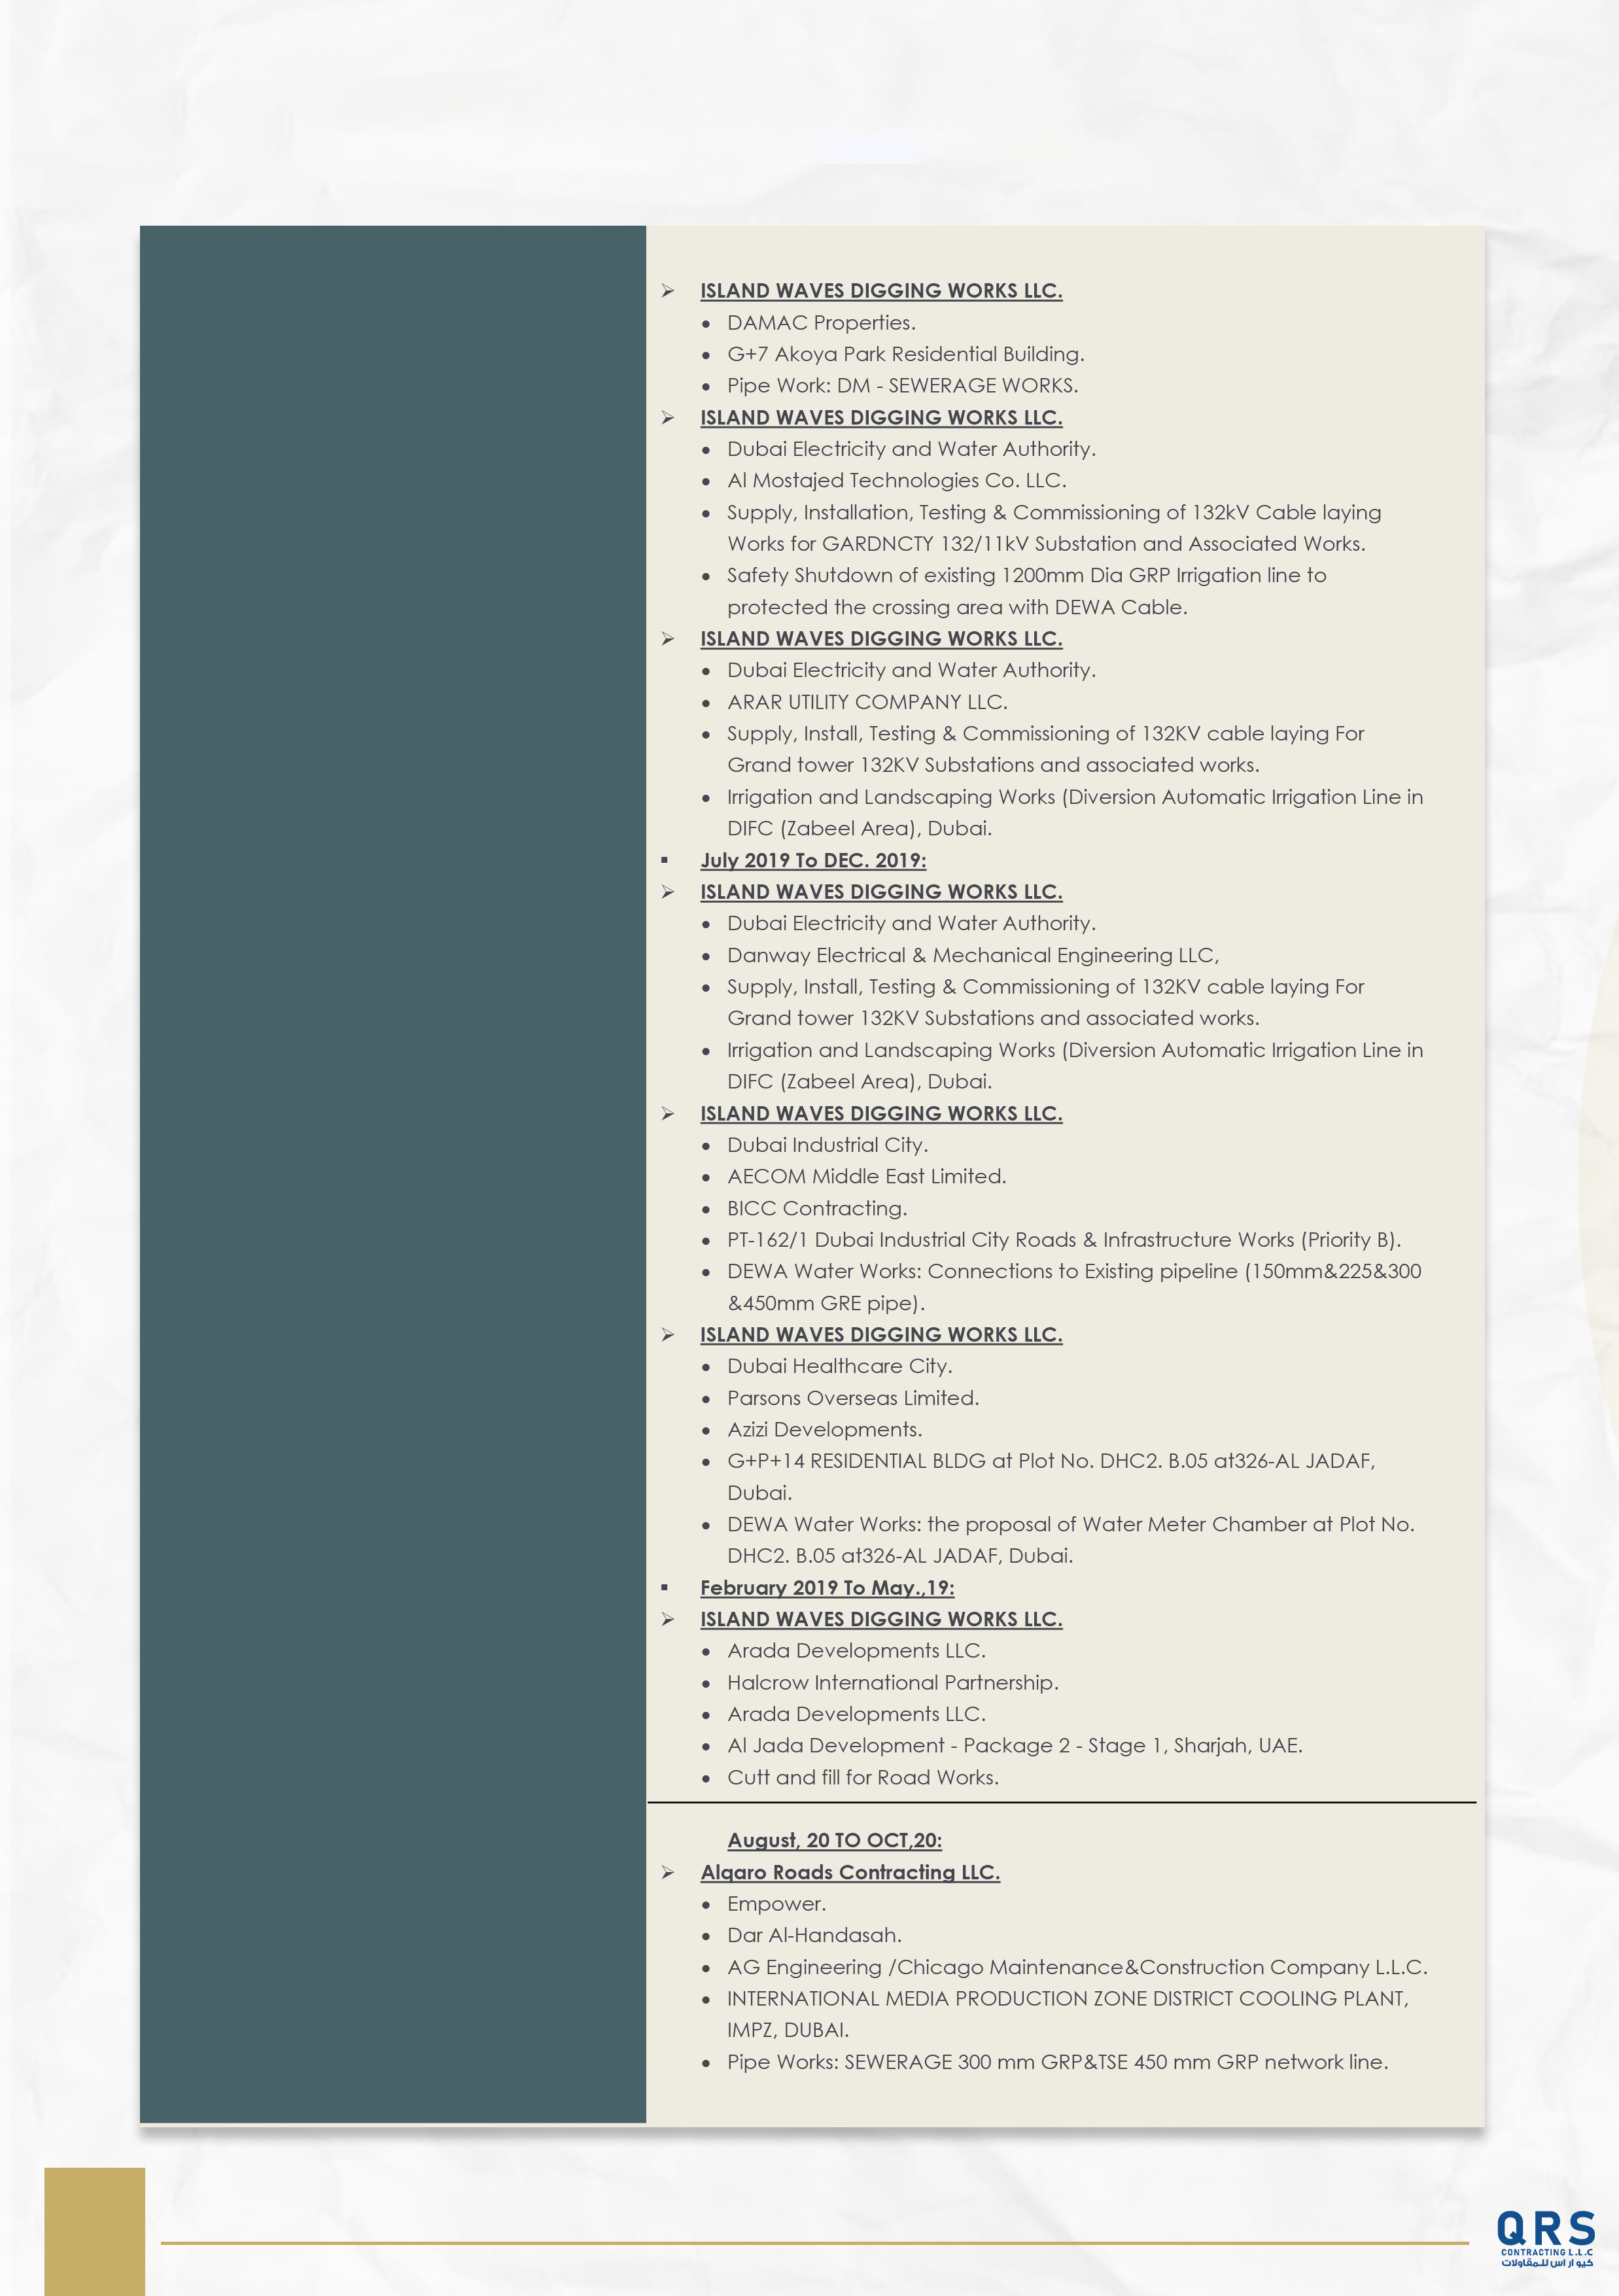 ISLAND WAVES DIGGING WORKS LLC.
DAMAC Properties.
G+7 Akoya Park Residential Building.
Pipe Work: DM - SEWERAGE WORKS.
ISLAND WAVES DIGGING WORKS LLC.
Dubai Electricity and Water Authority.
Al Mostajed Technologies Co. LLC.
Supply, Installation, Testing & Commissioning of 132kV Cable laying
Works for GARDNCTY 132/11kV Substation and Associated Works.
Safety Shutdown of existing 1200mm Dia GRP Irrigation line to
protected the crossing area with DEWA Cable.
ISLAND WAVES DIGGING WORKS LLC.
Dubai Electricity and Water Authority.
ARAR UTILITY COMPANY LLC.
Supply, Install, Testing & Commissioning of 132KV cable laying For
Grand tower 132KV Substations and associated works.
Irrigation and Landscaping Works (Diversion Automatic Irrigation Line in
DIFC (Zabeel Area), Dubai.
July 2019 To DEC. 2019:
ISLAND WAVES DIGGING WORKS LLC.
Dubai Electricity and Water Authority.
Danway Electrical & Mechanical Engineering LLC,
Supply, Install, Testing & Commissioning of 132KV cable laying For
Grand tower 132KV Substations and associated works.
Irrigation and Landscaping Works (Diversion Automatic Irrigation Line in
DIFC (Zabeel Area), Dubai.
ISLAND WAVES DIGGING WORKS LLC.
Dubai Industrial City.
AECOM Middle East Limited.
BICC Contracting.
PT-162/1 Dubai Industrial City Roads & Infrastructure Works (Priority B).
DEWA Water Works: Connections to Existing pipeline (150mm&225&300
&450mm GRE pipe).
ISLAND WAVES DIGGING WORKS LLC.
Dubai Healthcare City.
Parsons Overseas Limited.
Azizi Developments.
G+P+14 RESIDENTIAL BLDG at Plot No. DHC2. B.05 at326-AL JADAF,
Dubai.
DEWA Water Works: the proposal of Water Meter Chamber at Plot No.
DHC2. B.05 at326-AL JADAF, Dubai.
February 2019 To May.,19:
ISLAND WAVES DIGGING WORKS LLC.
Arada Developments LLC.
Halcrow International Partnership.
Arada Developments LLC.
Al Jada Development - Package 2 - Stage 1, Sharjah, UAE.
Cutt and fill for Road Works.
August, 20 TO OCT,20:
Alqaro Roads Contracting LLC.
Empower.
Dar Al-Handasah.
AG Engineering /Chicago Maintenance&Construction Company L.L.C.
INTERNATIONAL MEDIA PRODUCTION ZONE DISTRICT COOLING PLANT,
IMPZ, DUBAI.
Pipe Works: SEWERAGE 300 mm GRP&TSE 450 mm GRP network line.
QRS
CONTRACTING L.L.C
كيو ار اس للمقاولات